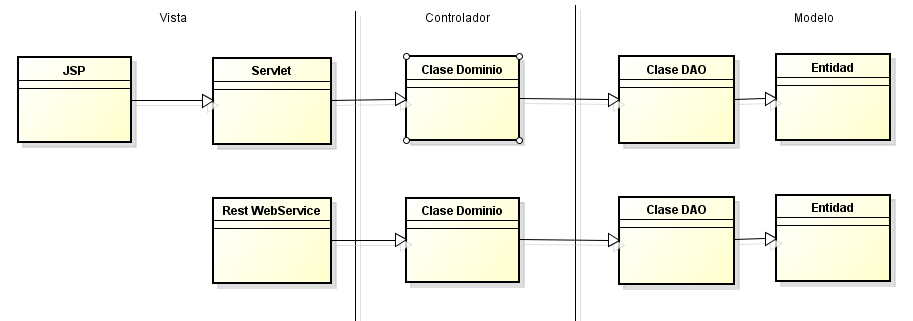 Vista
Controlador
Modelo
JSP
Servlet
Clase Dominio
Clase DAO
Entidad
Rest WebService
Clase Dominio
Clase DAO
Entidad